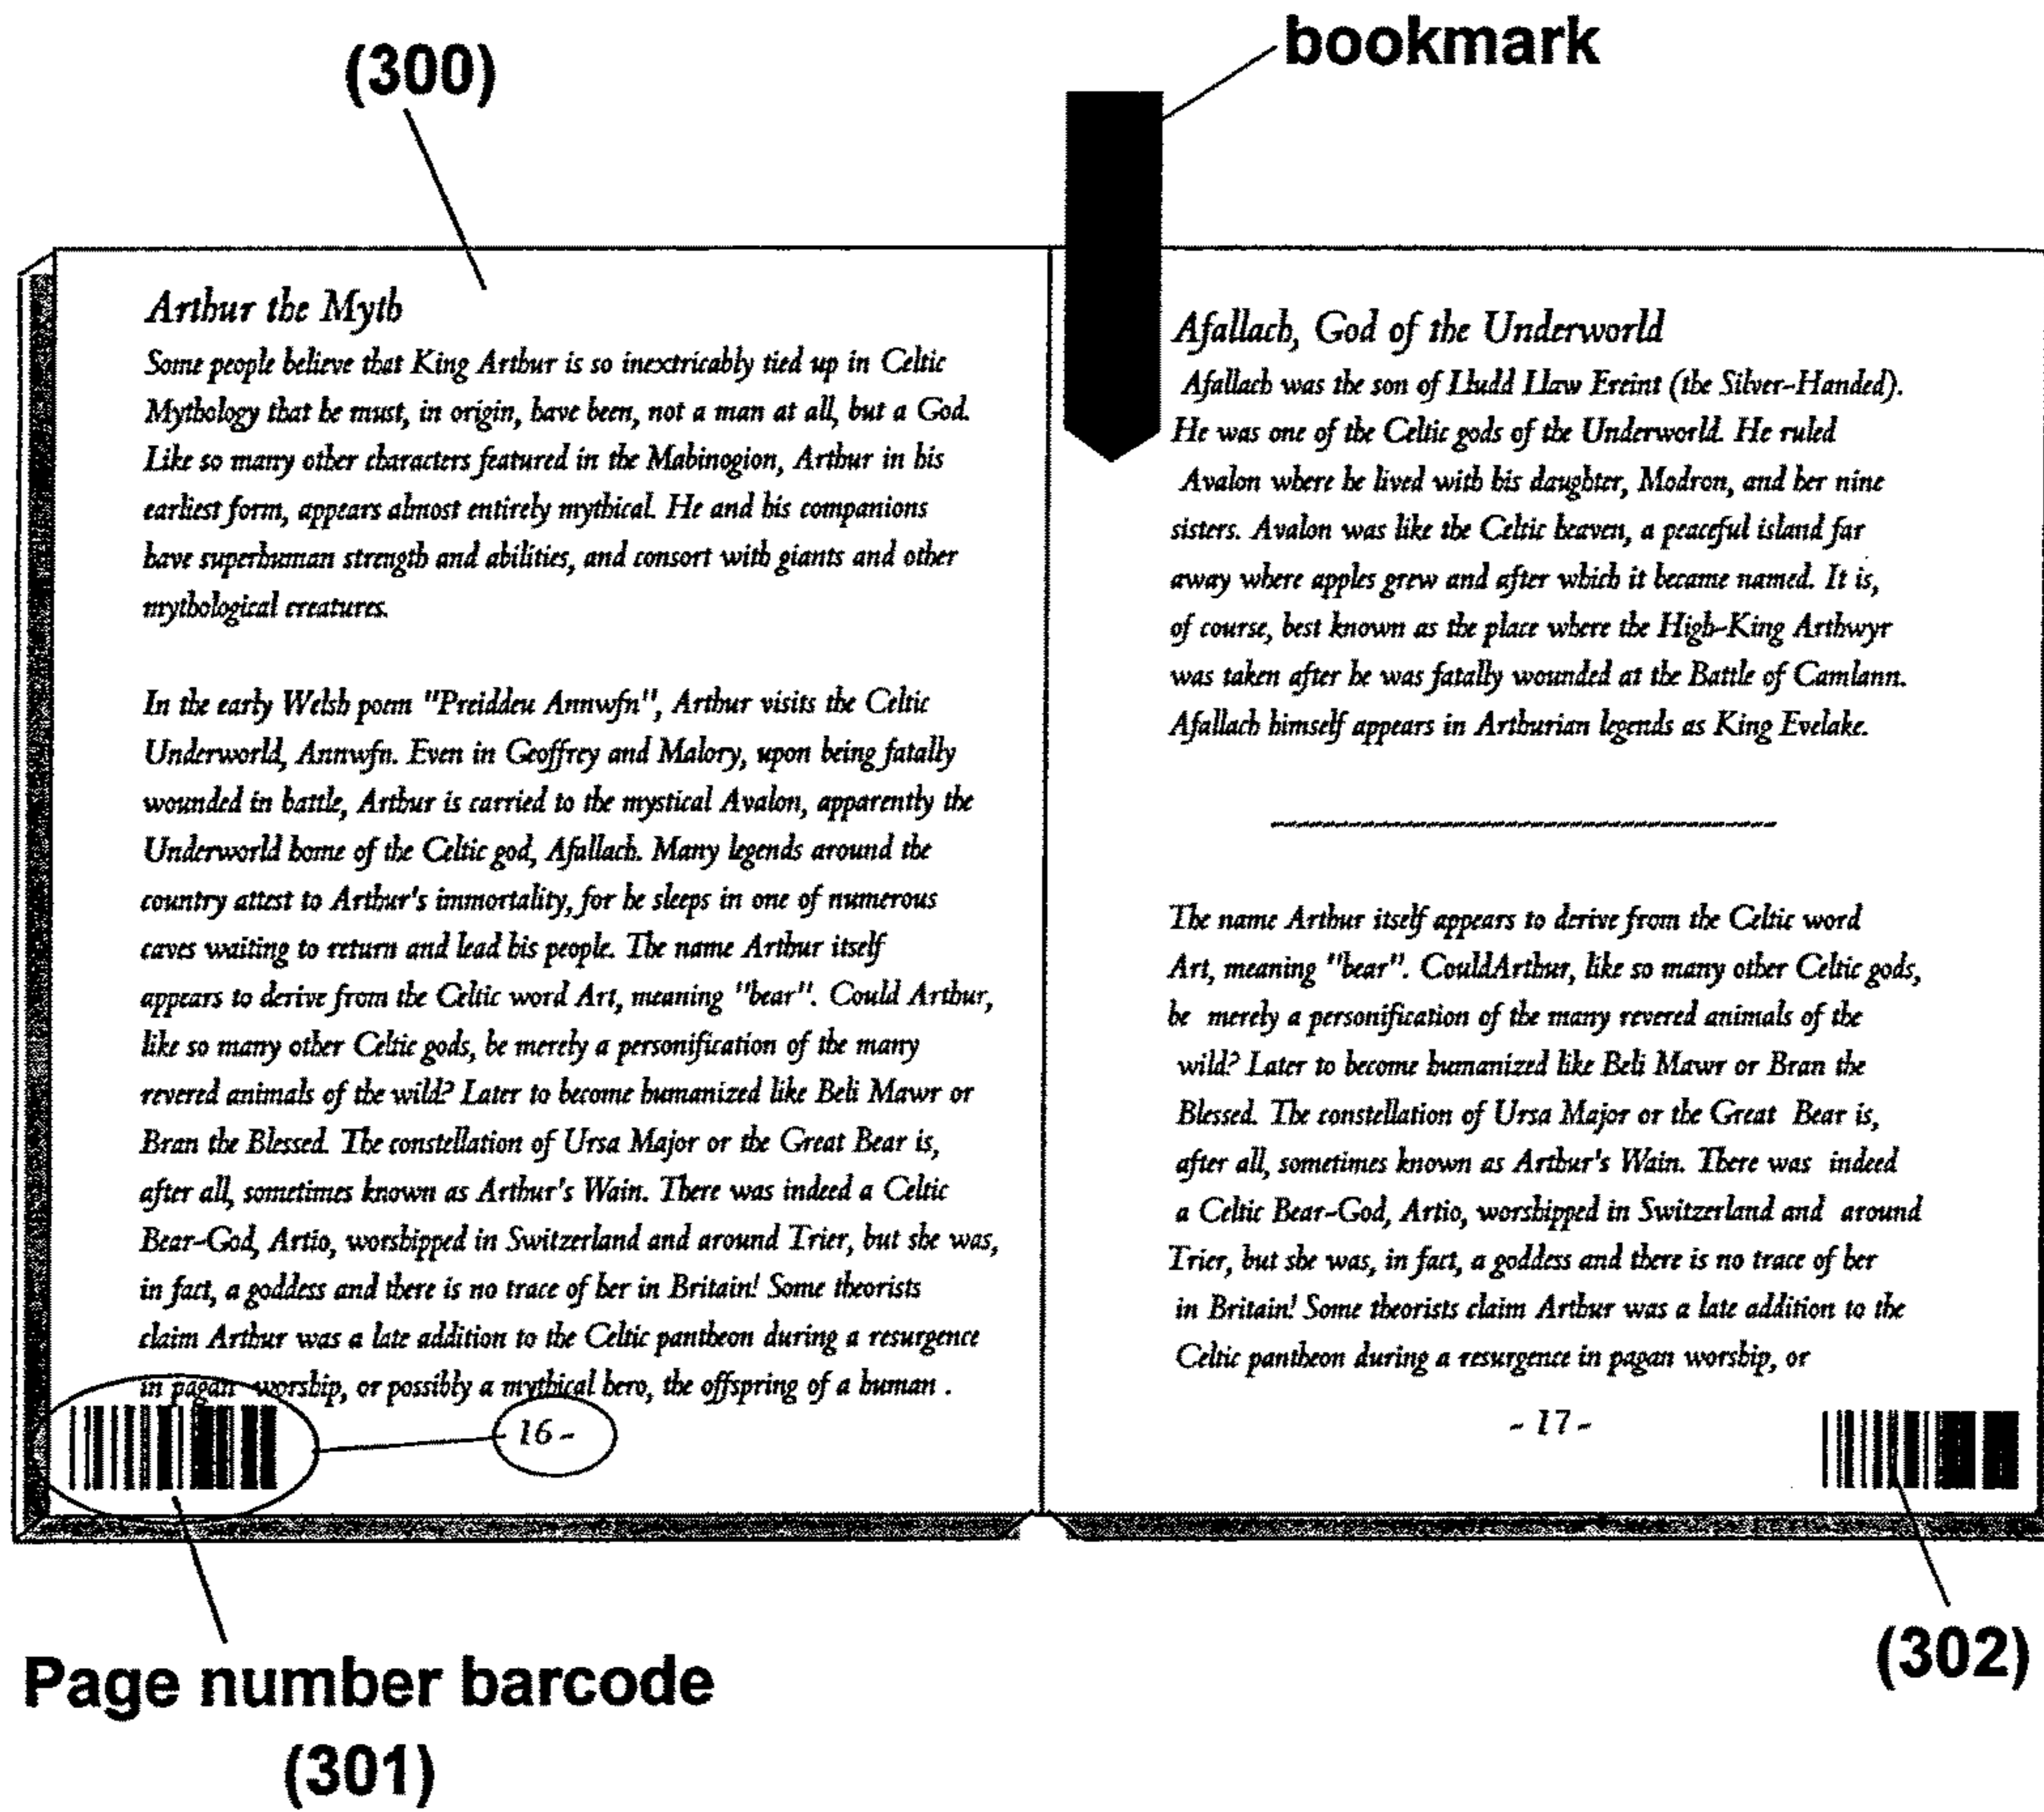 (300)
bookmark
Arthur the Myth
Some people believe that King Arthur is so inextricably tied up in Celtic
Mythology that he must, in origin, have been, not a man at all, but a God.
Like so many other characters featured in the Mabinogion, Arthur in his
earliest form, appears almost entirely mythical. He and his companions
have superhuman strength and abilities, and consort with giants and other
mythological creatures.
In the early Welsh poem "Preiddeu Annwfn", Arthur visits the Celtic
Underworld, Annwfn. Even in Geoffrey and Malory, upon being fatally
wounded in battle, Arthur is carried to the mystical Avalon, apparently the
Underworld home of the Celtic god, Afallach. Many legends around the
country attest to Arthur's immortality, for he sleeps in one of numerous
caves waiting to return and lead his people. The name Arthur itself
appears to derive from the Celtic word Art, meaning "bear". Could Arthur,
like so many other Celtic gods, be merely a personification of the many
revered animals of the wild? Later to become humanized like Beli Mawr or
Bran the Blessed. The constellation of Ursa Major or the Great Bear is,
after all, sometimes known as Arthur's Wain. There was indeed a Celtic
Bear-God, Artio, worshipped in Switzerland and around Trier, but she was,
in fact, a goddess and there is no trace of her in Britain! Some theorists
claim Arthur was a late addition to the Celtic pantheon during a resurgence
in pagan worship, or possibly a mythical hero, the offspring of a human .
16-
Afallach, God of the Underworld
Afallach was the son of Lludd Llaw Ereint (the Silver-Handed).
He was one of the Celtic gods of the Underworld. He ruled
Avalon where he lived with his daughter, Modron, and her nine
sisters. Avalon was like the Celtic heaven, a peaceful island far
away where apples grew and after which it became named. It is,
of course, best known as the place where the High-King Arthwyr
was taken after he was fatally wounded at the Battle of Camlann.
Afallach himself appears in Arthurian legends as King Evelake.
The name Arthur itself appears to derive from the Celtic word
Art, meaning "bear". CouldArthur, like so many other Celtic gods,
be merely a personification of the many revered animals of the
wild? Later to become humanized like Beli Mawr or Bran the
Blessed. The constellation of Ursa Major or the Great Bear is,
after all, sometimes known as Arthur's Wain. There was indeed
a Celtic Bear-God, Artio, worshipped in Switzerland and around
Trier, but she was, in fact, a goddess and there is no trace of her
in Britain! Some theorists claim Arthur was a late addition to the
Celtic pantheon during a resurgence in pagan worship, or
- 17 -
Page number barcode
(301)
(302)